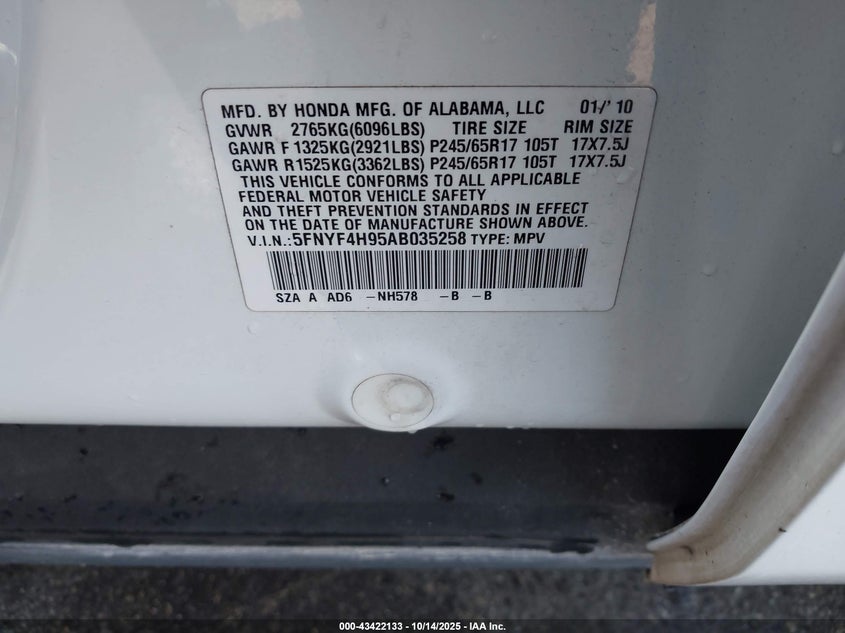 MFD. BY HONDA MFG. OF ALABAMA, LLC 01/'10
GVWR 2765KG(6096LBS) TIRE SIZE RIM SIZE
GAWR F 1325KG(2921LBS) P245/65R17 105T 17X7.5J
GAWR R1525KG(3362LBS) P245/65R17 105T 17X7.5J
THIS VEHICLE CONFORMS TO ALL APPLICABLE
FEDERAL MOTOR VEHICLE SAFETY
AND THEFT PREVENTION STANDARDS IN EFFECT
ON THE DATE OF MANUFACTURE SHOWN ABOVE.
V.I.N.:5FNYF4H95AB035258 TYPE: MPV
SZA A AD6 -NH578 -B -B
000-43422133 - 10/14/2025 - IAA Inc.